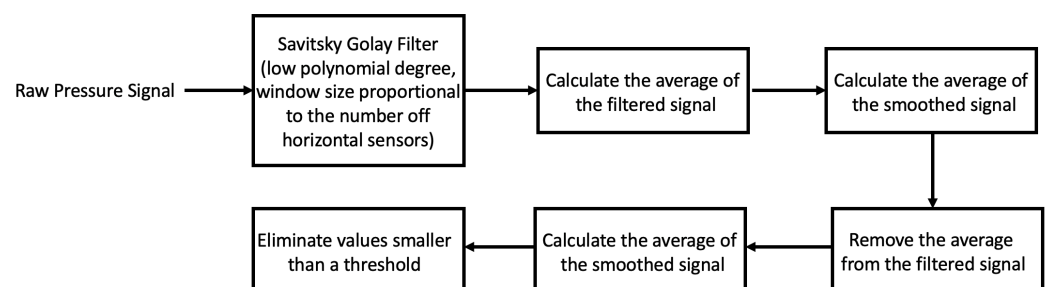 Raw Pressure Signal
Savitsky Golay Filter
(low polynomial degree,
window size proportional
to the number off
horizontal sensors)
Calculate the average of
the filtered signal
Calculate the average of
the smoothed signal
Remove the average
from the filtered signal
Calculate the average of
the smoothed signal
Eliminate values smaller
than a threshold